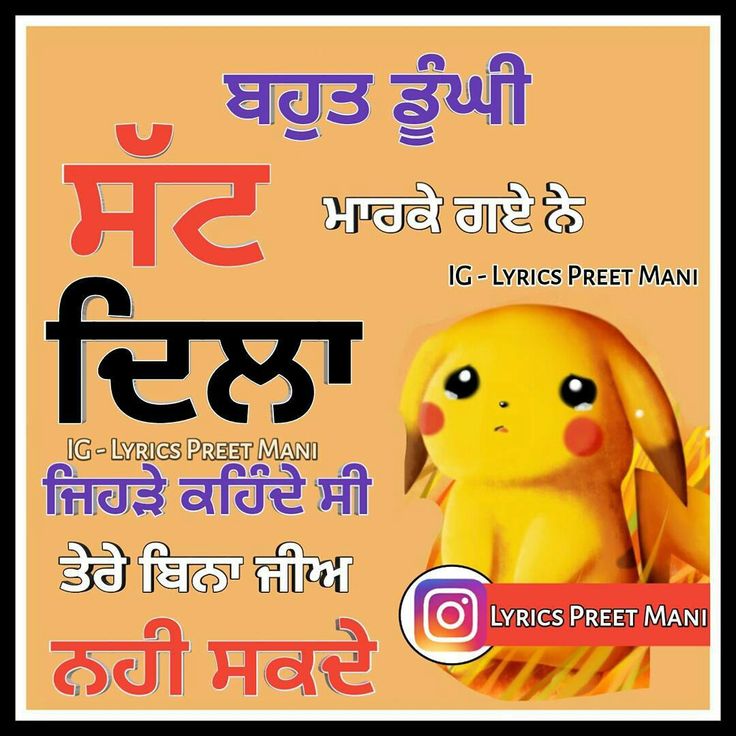 ਬਹੁਤ ਡੂੰਘੀ
ਸੱਟ
ਮਾਰਕੇ ਗਏ ਨੇ
IG - LYRICS PREET MANI
ਦਿਲਾ
IG - LYRICS PREET MANI
ਜਿਹੜੇ ਕਹਿੰਦੇ ਸੀ
ਤੇਰੇ ਬਿਨਾ ਜੀਅ
LYRICS PREET MANI
ਨਹੀ ਸਕਦੇ